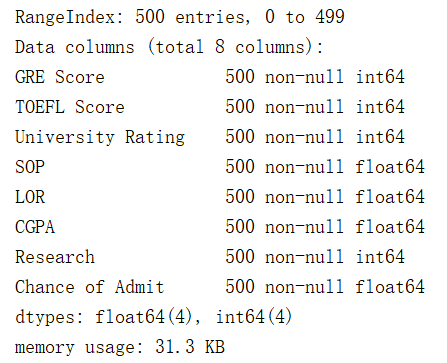 RangeIndex: 500 entries, 0 to 499
Data columns (total 8 columns):
GRE Score 500 non-null int64
TOEFL Score 500 non-null int64
University Rating 500 non-null int64
SOP 500 non-null float64
LOR 500 non-null float64
CGPA 500 non-null float64
Research 500 non-null int64
Chance of Admit 500 non-null float64
dtypes: float64(4), int64(4)
memory usage: 31.3 KB